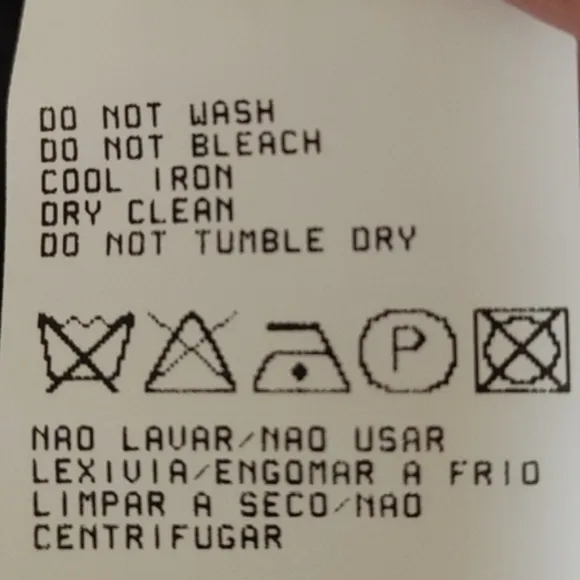 DO NOT WASH
DO NOT BLEACH
COOL IRON
DRY CLEAN
DO NOT TUMBLE DRY
P
NAO LAVAR/NAO USAR
LEXIVIA/ENGOMAR A FRIO
LIMPAR A SECO/NAO
CENTRIFUGAR